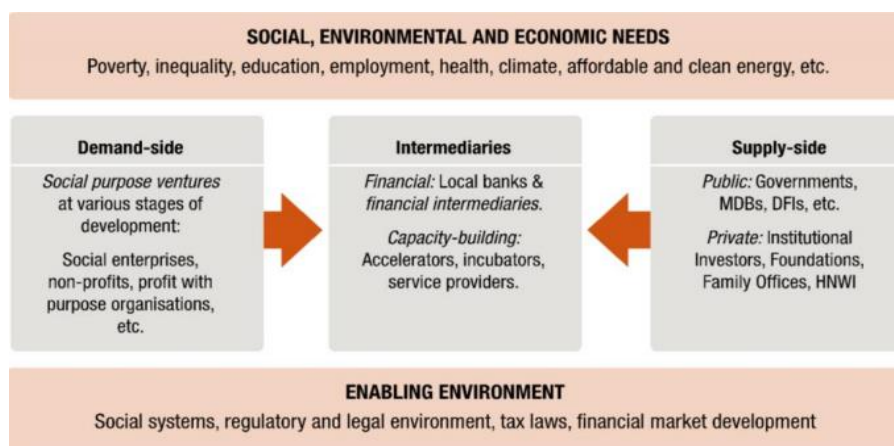 SOCIAL, ENVIRONMENTAL AND ECONOMIC NEEDS
Poverty, inequality, education, employment, health, climate, affordable and clean energy, etc.
Demand-side
Social purpose ventures
at various stages of
development:
Social enterprises,
non-profits, profit with
purpose organisations,
etc.
Intermediaries
Financial: Local banks &
financial intermediaries.
Capacity-building:
Accelerators, incubators,
service providers.
Supply-side
Public: Governments,
MDBs, DFIs, etc.
Private: Institutional
Investors, Foundations,
Family Offices, HNWI
ENABLING ENVIRONMENT
Social systems, regulatory and legal environment, tax laws, financial market development